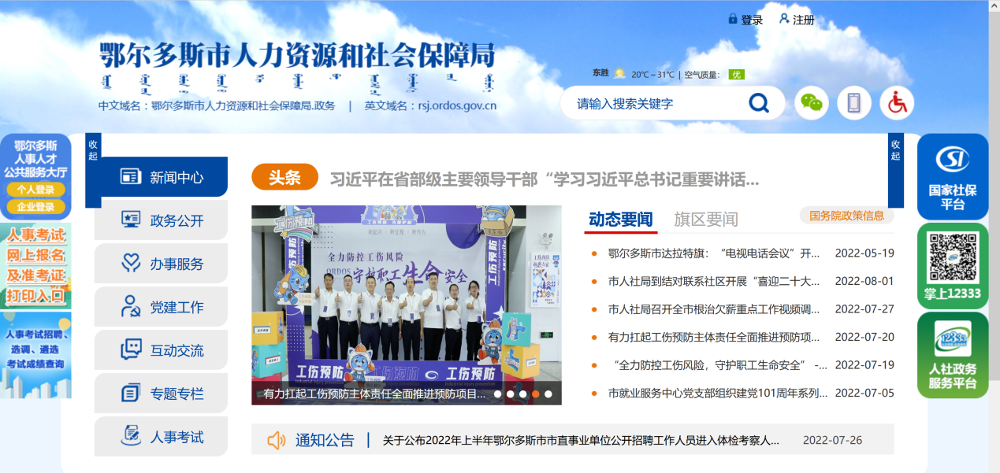 登录 注册
鄂尔多斯市人力资源和社会保障局
东胜 20℃~31℃ | 空气质量： 优
中文域名：鄂尔多斯市人力资源和社会保障局.政务 | 英文域名：rsj.ordos.gov.cn
请输入搜索关键字
鄂尔多斯
人事人才
公共服务大厅
个人登录
企业登录
人事考试
网上报名
及准考证
打印入口
人事考试招聘、
选调、遴选
考试成绩查询
收起
新闻中心
政务公开
办事服务
党建工作
互动交流
专题专栏
人事考试
头条 习近平在省部级主要领导干部“学习习近平总书记重要讲话...
全力防控工伤风险
ORDOS守护职工生命安全
工伤预防
工伤预防
工伤预防
工伤预防
工伤预防
有力扛起工伤预防主体责任全面推进预防项目...
动态要闻 旗区要闻 国务院政策信息
鄂尔多斯市达拉特旗：“电视电话会议”开... 2022-05-19
市人社局到结对联系社区开展“喜迎二十大... 2022-08-01
市人社局召开全市根治欠薪重点工作视频调... 2022-07-27
有力扛起工伤预防主体责任全面推进预防项... 2022-07-20
“全力防控工伤风险，守护职工生命安全” -... 2022-07-19
市就业服务中心党支部组织建党101周年系列... 2022-07-05
通知公告 | 关于公布2022年上半年鄂尔多斯市市直事业单位公开招聘工作人员进入体检考察人... 2022-07-26
收起
国家社保
平台
掌上12333
12333
人社政务
服务平台